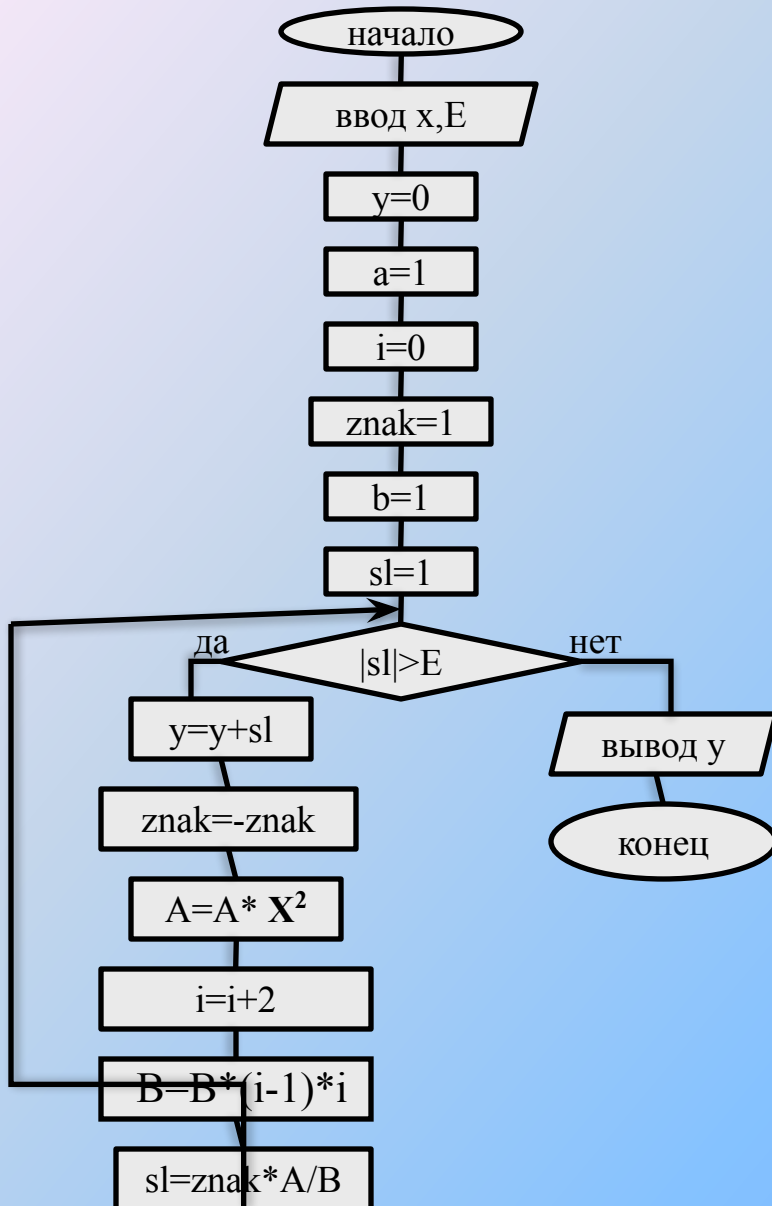 начало
ввод x,E
y=0
a=1
i=0
znak=1
b=1
sl=1
да
|sl|>E
нет
y=y+sl
znak=-znak
A=A* X²
i=i+2
B=B*(i-1)*i
sl=znak*A/B
вывод y
конец